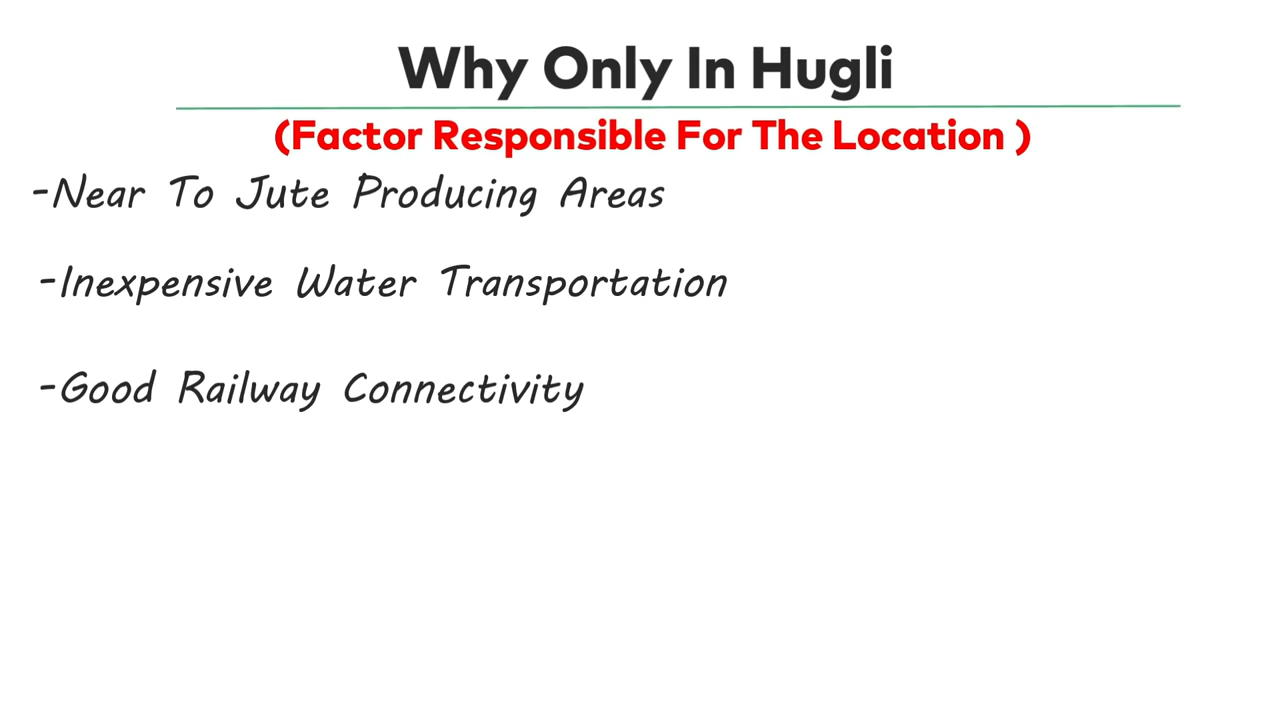 Why Only In Hugli
(Factor Responsible For The Location )
-Near To Jute Producing Areas
-Inexpensive Water Transportation
-Good Railway Connectivity